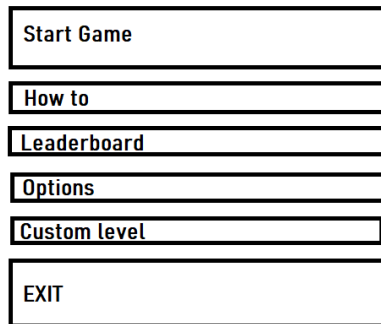 Start Game
How to
Leaderboard
Options
Custom level
EXIT